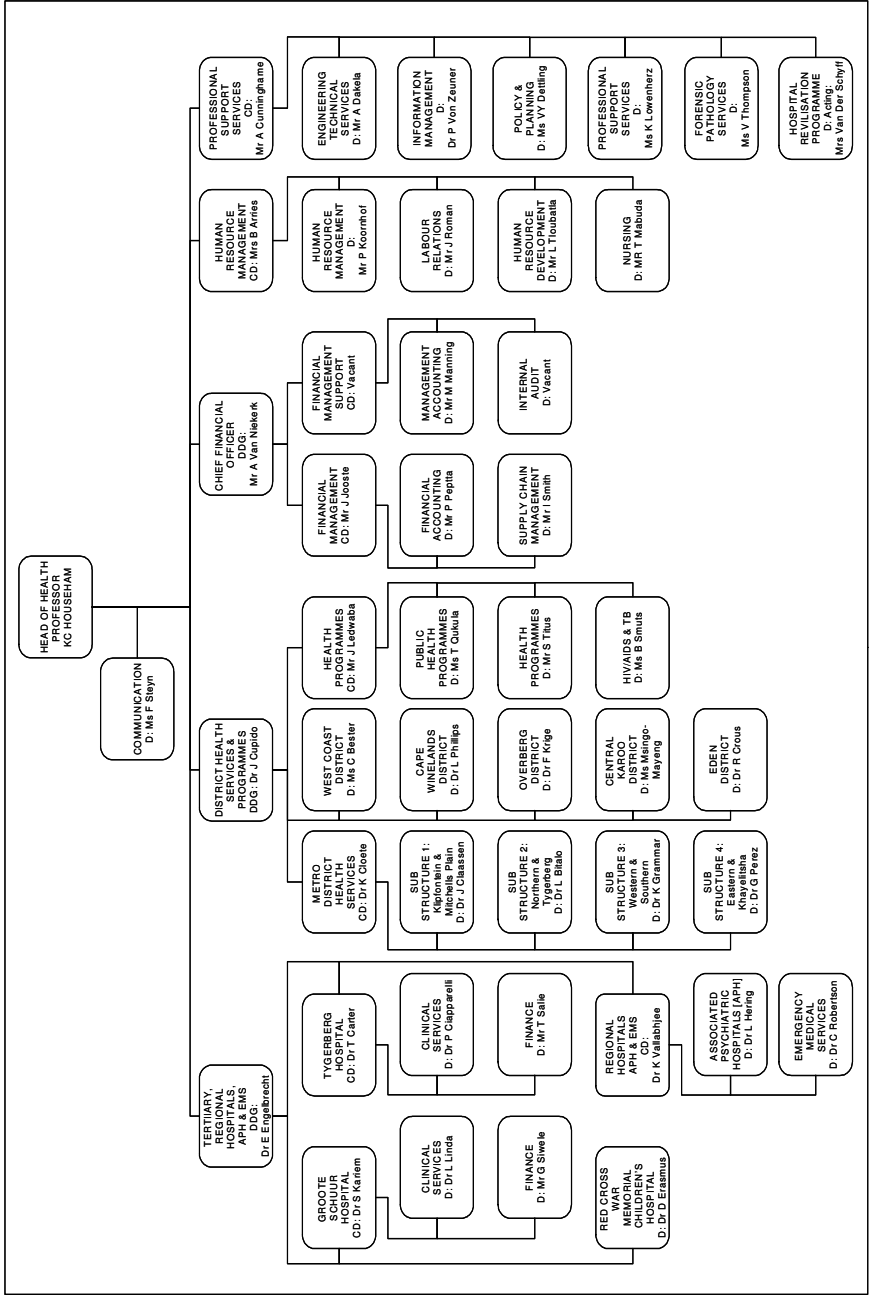 HEAD OF HEALTH
PROFESSOR
KC HOUSEHAM
COMMUNICATION
D: Ms F Steyn
TERTIIARY,
REGIONAL
HOSPITALS,
APH & EMS
DDG:
Dr E Engelbrecht
DISTRICT HEALTH
SERVICES &
PROGRAMMES
DDG: Dr J Cupido
CHIEF FINANCIAL
OFFICER
DDG:
Mr A Van Niekerk
HUMAN
RESOURCE
MANAGEMENT
CD: Mrs B Arries
PROFESSIONAL
SUPPORT
SERVICES
CD:
Mr A Cunninghame
GROOTE
SCHUUR
HOSPITAL
CD: Dr S Kariem
TYGERBERG
HOSPITAL
CD: Dr T Carter
METRO
DISTRICT
HEALTH
SERVICES
CD: Dr K Cloete
WEST COAST
DISTRICT
D: Ms C Bester
HEALTH
PROGRAMMES
CD: Mr J Ledwaba
FINANCIAL
MANAGEMENT
CD: Mr J Jooste
FINANCIAL
MANAGEMENT
SUPPORT
CD: Vacant
HUMAN
RESOURCE
MANAGEMENT
D:
Mr P Koornhof
ENGINEERING
TECHNICAL
SERVICES
D: Mr A Dakela
CLINICAL
SERVICES
D: Dr L Linda
CLINICAL
SERVICES
D: Dr P Ciapparelli
SUB
STRUCTURE 1:
Klipfontein &
Mitchells Plain
D: Dr J Claassen
CAPE
WINELANDS
DISTRICT
D: Dr L Phillips
PUBLIC
HEALTH
PROGRAMMES
D: Ms T Qukula
FINANCIAL
ACCOUNTING
D: Mr P Peptta
MANAGEMENT
ACCOUNTING
D: Mr M Manning
LABOUR
RELATIONS
D: Mr J Roman
INFORMATION
MANAGEMENT
D:
Dr P Von Zeuner
FINANCE
D: Mr G Siwele
FINANCE
D: Mr T Salie
SUB
STRUCTURE 2:
Northern &
Tygerberg
D: Dr L Bitalo
OVERBERG
DISTRICT
D: Dr F Krige
HEALTH
PROGRAMMES
D: Mr S Titus
SUPPLY CHAIN
MANAGEMENT
D: Mr I Smith
INTERNAL
AUDIT
D: Vacant
HUMAN
RESOURCE
DEVELOPMENT
D: Mr L Tloubatla
POLICY &
PLANNING
D: Ms VY Dettling
RED CROSS
WAR
MEMORIAL
CHILDREN'S
HOSPITAL
D: Dr D Erasmus
REGIONAL
HOSPITALS
APH & EMS
CD:
Dr K Vallabhjee
SUB
STRUCTURE 3:
Western &
Southern
D: Dr K Grammar
CENTRAL
KAROO
DISTRICT
D: Ms Msingo-
Mayeng
HIV/AIDS & TB
D: Ms B Smuts
NURSING
D: MR T Mabuda
PROFESSIONAL
SUPPORT
SERVICES
D:
Ms K Lowenherz
ASSOCIATED
PSYCHIATRIC
HOSPITALS [APH]
D: Dr L Hering
SUB
STRUCTURE 4:
Eastern &
Khayelitsha
D: Dr G Perez
EDEN
DISTRICT
D: Dr R Crous
FORENSIC
PATHOLOGY
SERVICES
D:
Ms V Thompson
EMERGENCY
MEDICAL
SERVICES
D: Dr C Robertson
HOSPITAL
REVILISATION
PROGRAMME
D: Acting:
Mrs Van Der Schyff